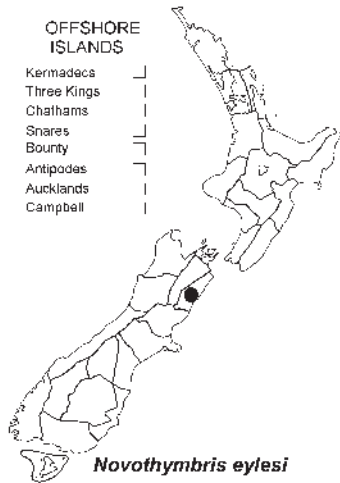 OFFSHORE
ISLANDS
Kermadecs
Three Kings
Chathams
Snares
Bounty
Antipodes
Aucklands
Campbell
Novothymbris eylesi